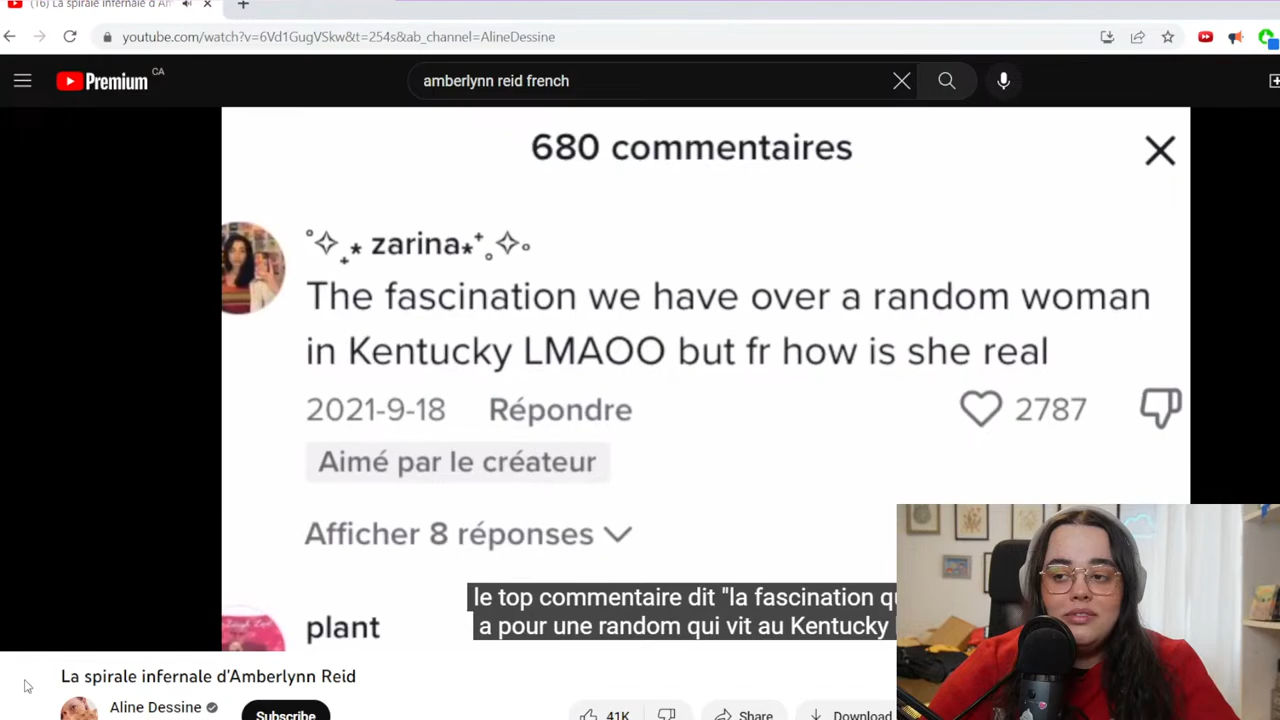 (16) La spirale infernale d'Am
youtube.com/watch?v=6Vd1GugVSkw&t=254s&ab_channel=AlineDessine
Premium CA
amberlynn reid french
680 commentaires
zarina
The fascination we have over a random woman
in Kentucky LMAOO but fr how is she real
2021-9-18 Répondre 2787
Aimé par le créateur
Afficher 8 réponses
le top commentaire dit "la fascination
a pour une random qui vit au Kentucky
plant
La spirale infernale d'Amberlynn Reid
Aline Dessine
Subscribe 41K Share Download